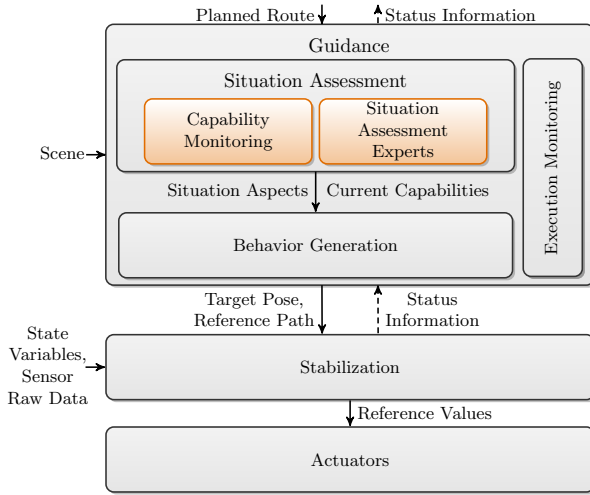 Planned Route
Status Information
Guidance
Situation Assessment
Capability
Monitoring
Situation
Assessment
Experts
Execution Monitoring
Scene
Situation Aspects
Current Capabilities
Behavior Generation
Target Pose,
Reference Path
Status
Information
State
Variables,
Sensor
Raw Data
Stabilization
Reference Values
Actuators